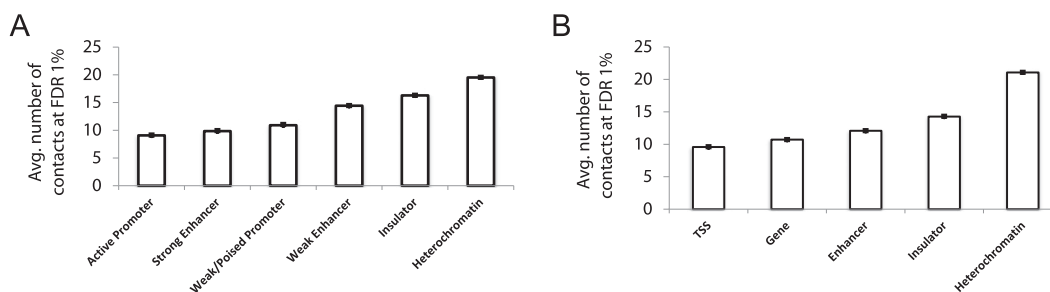 A
Avg. number of
contacts at FDR 1%
25
20
15
10
5
0
Active Promoter
Strong Enhancer
Weak/Poised Promoter
Weak Enhancer
Insulator
Heterochromatin
B
Avg. number of
contacts at FDR 1%
25
20
15
10
5
0
TSS
Gene
Enhancer
Insulator
Heterochromatin